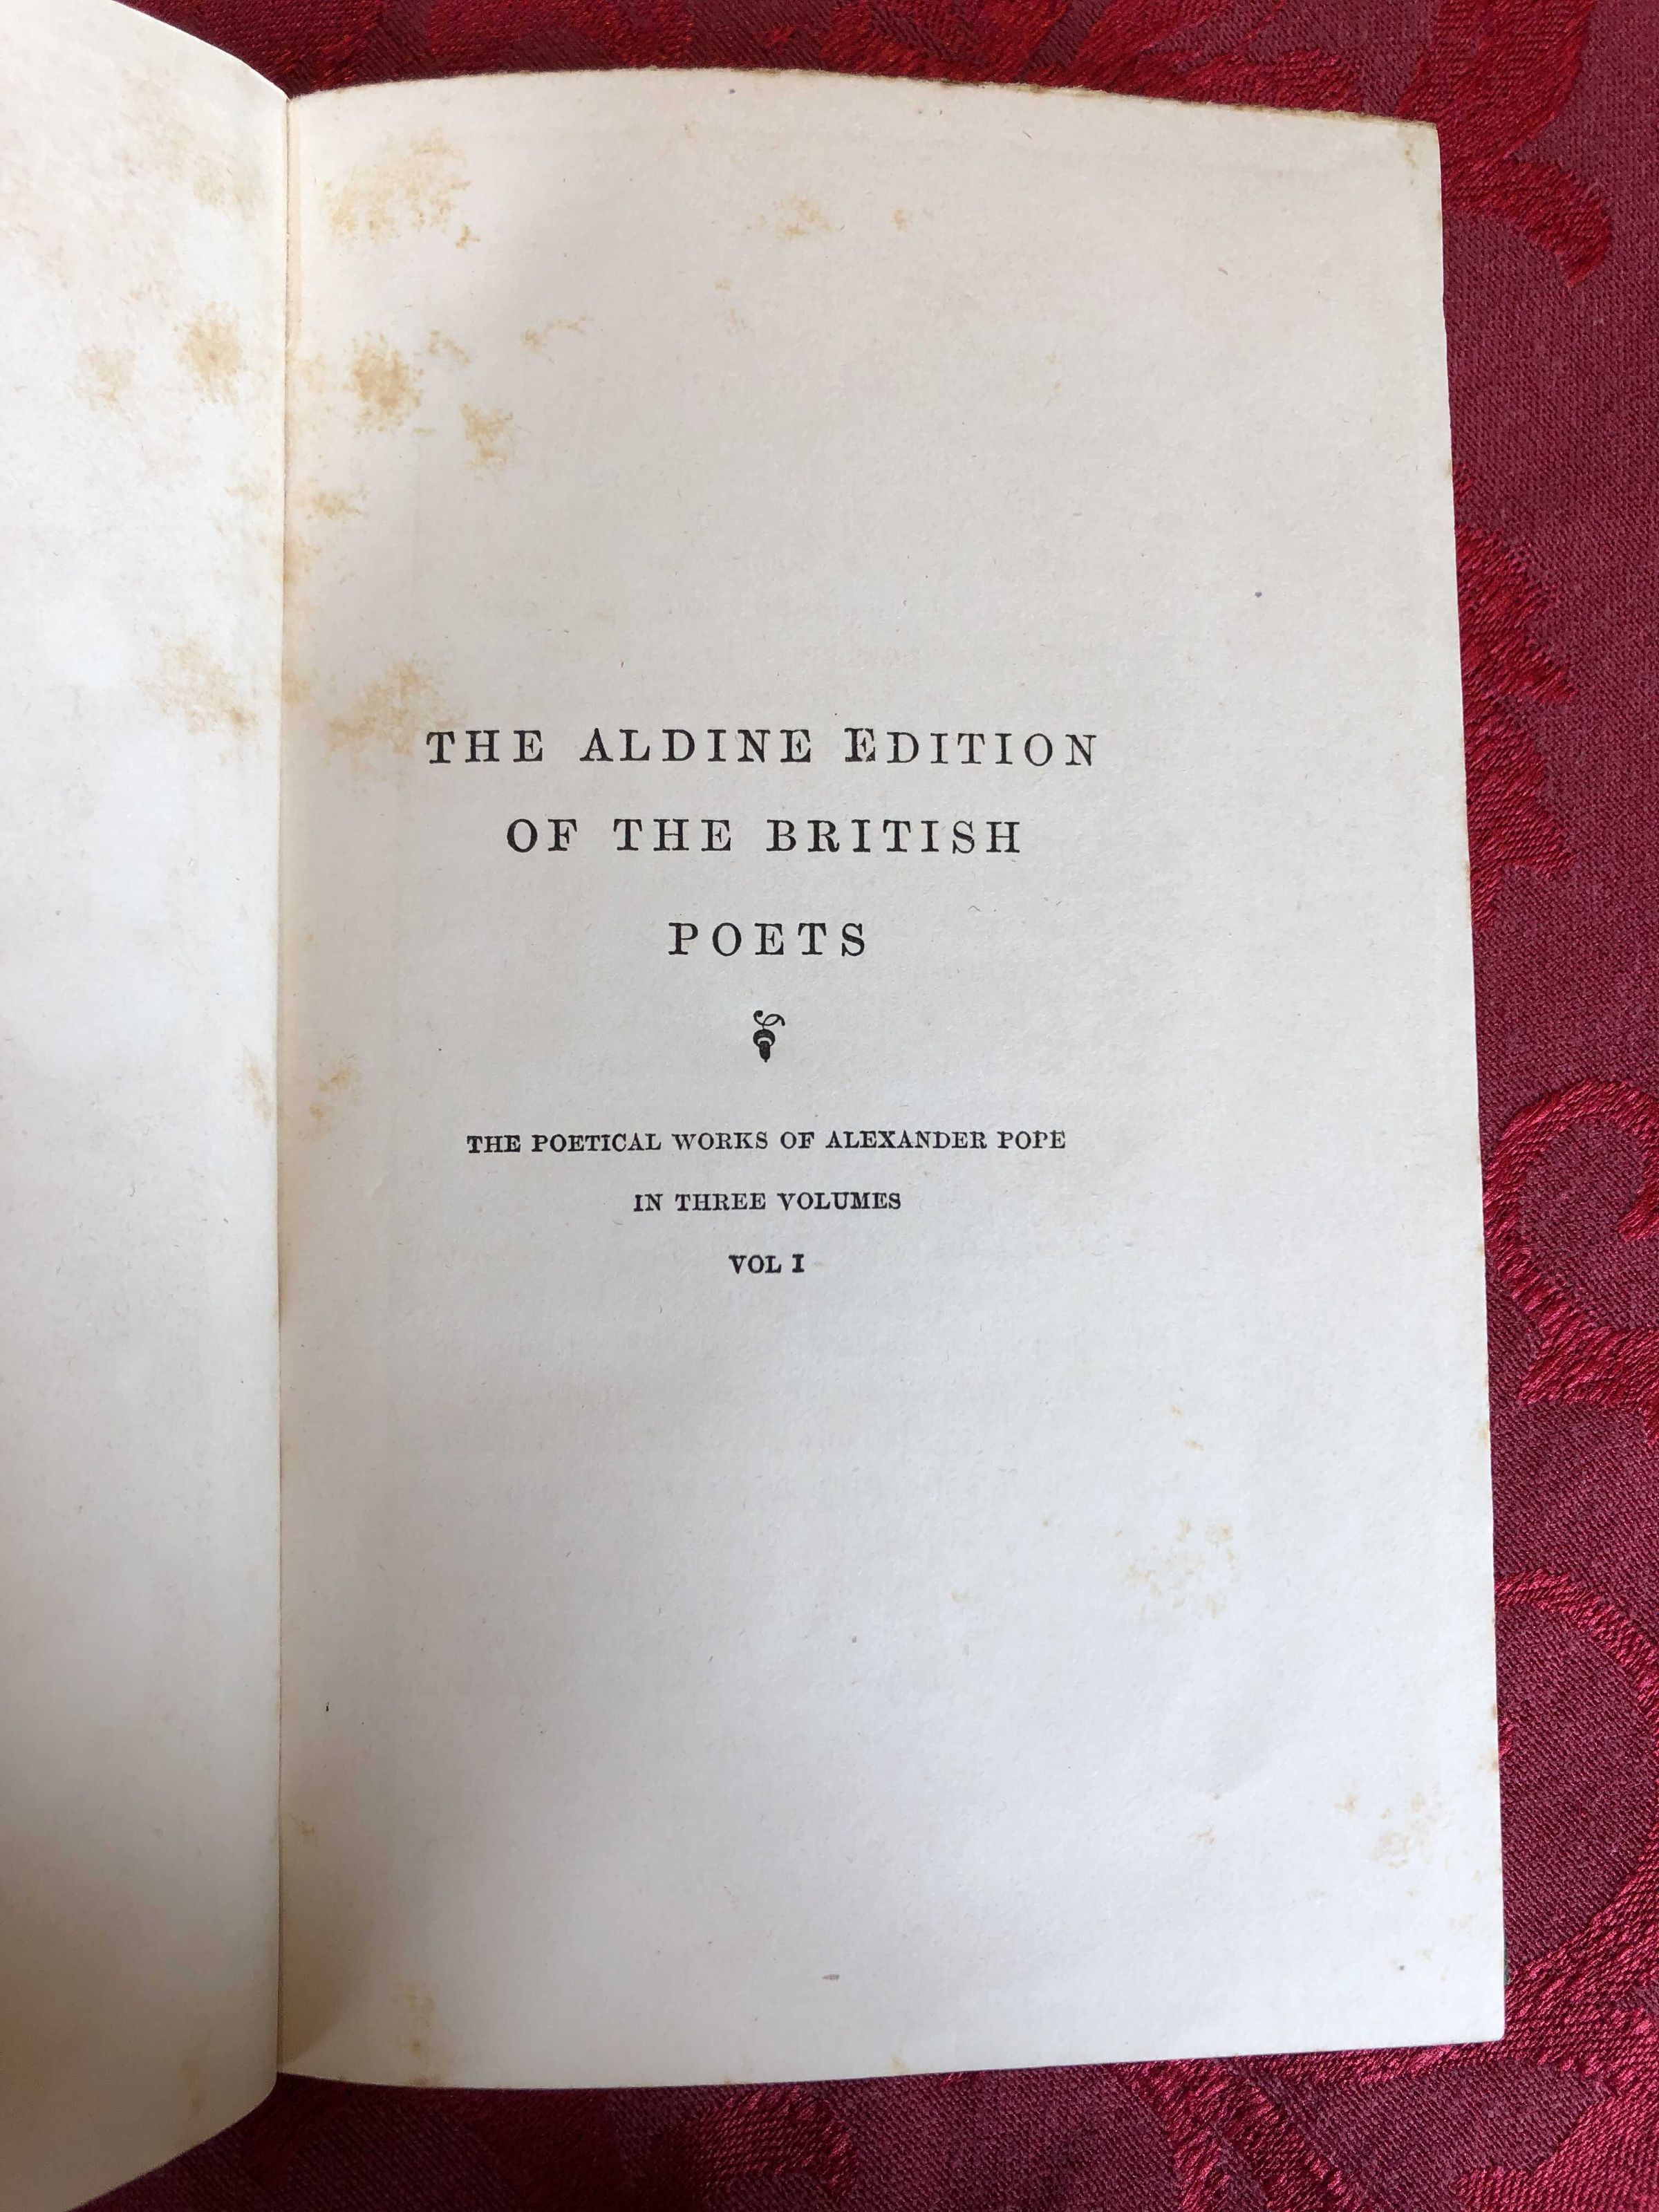 THE ALDINE EDITION
OF THE BRITISH
POETS
THE POETICAL WORKS OF ALEXANDER POPE
IN THREE VOLUMES
VOL I